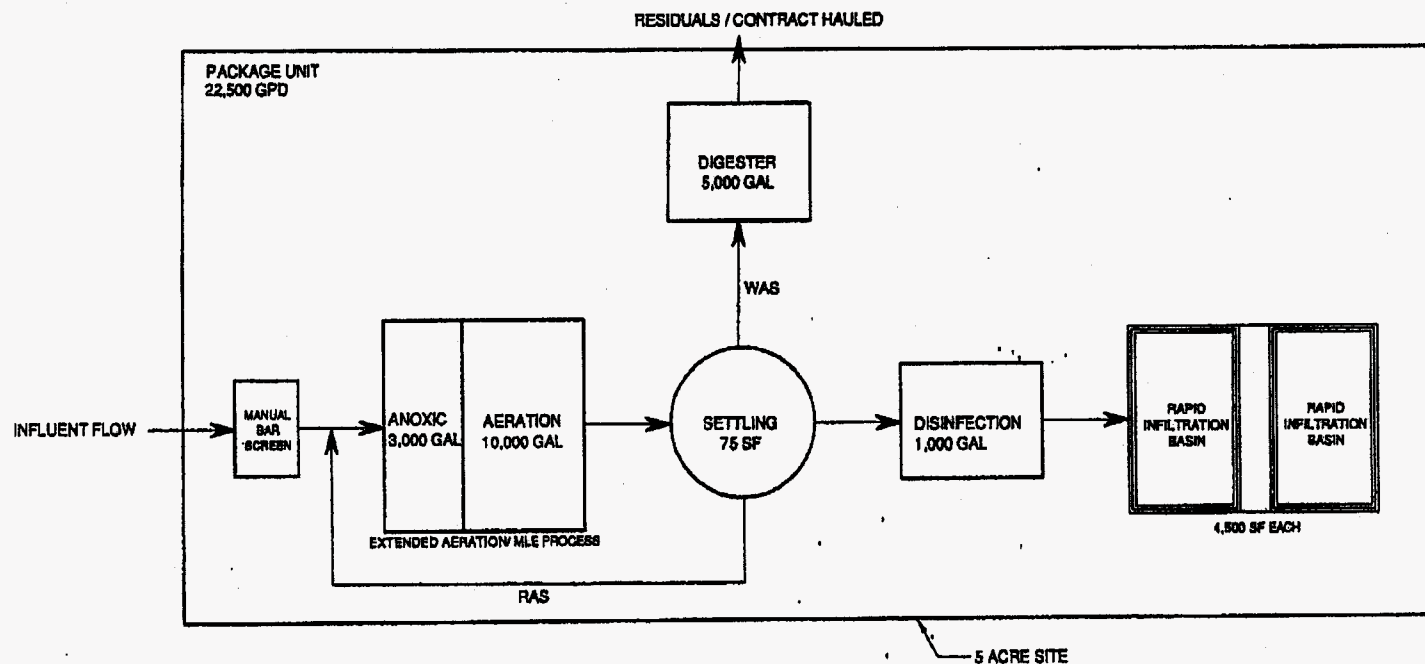 RESIDUALS / CONTRACT HAULED
PACKAGE UNIT
22,500 GPD
DIGESTER
5,000 GAL
WAS
INFLUENT FLOW
MANUAL
BAR
SCREEN
ANOXIC
3,000 GAL
AERATION
10,000 GAL
EXTENDED AERATION/ MLE PROCESS
SETTLING
75 SF
DISINFECTION
1,000 GAL
RAPID
INFILTRATION
BASIN
RAPID
INFILTRATION
BASIN
4,500 SF EACH
RAS
5 ACRE SITE